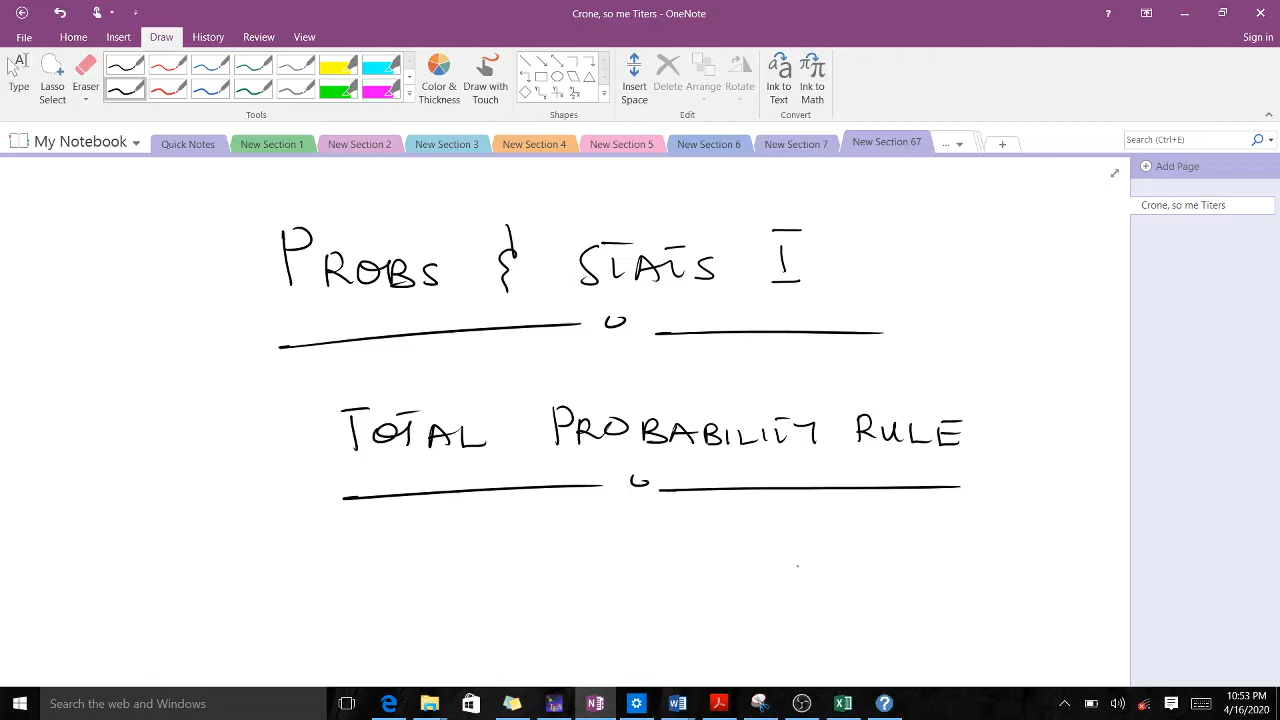 Crone, so me Titers - OneNote
File Home Insert Draw History Review View
Sign in
Type
Lasso Select
Eraser
Color & Thickness
Draw with Touch
Insert Space
Delete
Arrange
Rotate
Ink to Text
Ink to Math
Tools
Shapes
Edit
Convert
My Notebook
Quick Notes
New Section 1
New Section 2
New Section 3
New Section 4
New Section 5
New Section 6
New Section 7
New Section 67
...
Search (Ctrl+E)
Add Page
Crone, so me Titers
PROBS & STATS I
TOTAL PROBABILITY RULE
Search the web and Windows
10:53 PM
4/16/2020